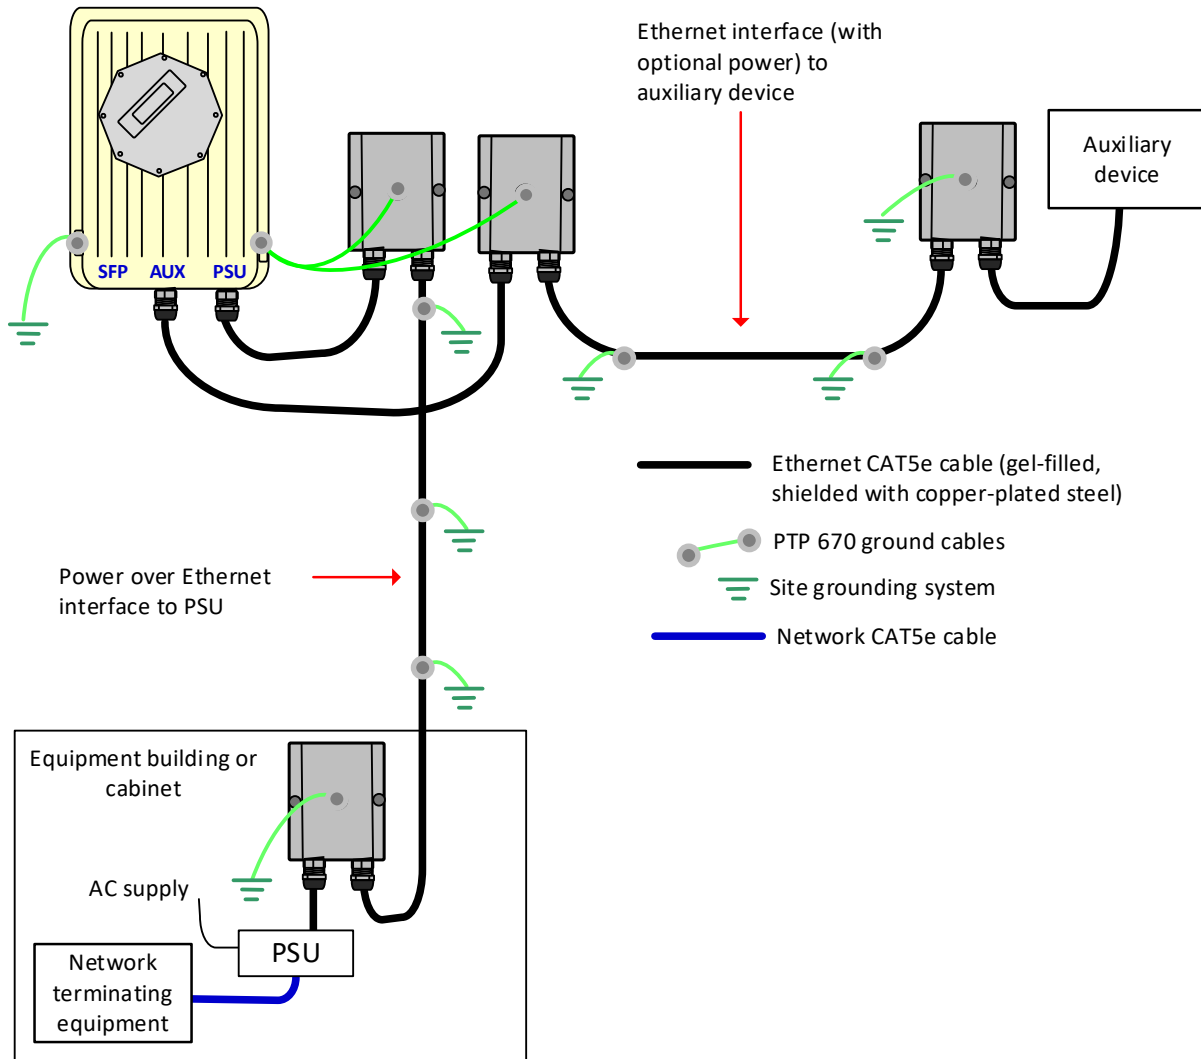 Ethernet interface (with
optional power) to
auxiliary device
Auxiliary
device
SFP AUX PSU
Ethernet CAT5e cable (gel-filled,
shielded with copper-plated steel)
PTP 670 ground cables
Site grounding system
Network CAT5e cable
Power over Ethernet
interface to PSU
Equipment building or
cabinet
AC supply
PSU
Network
terminating
equipment